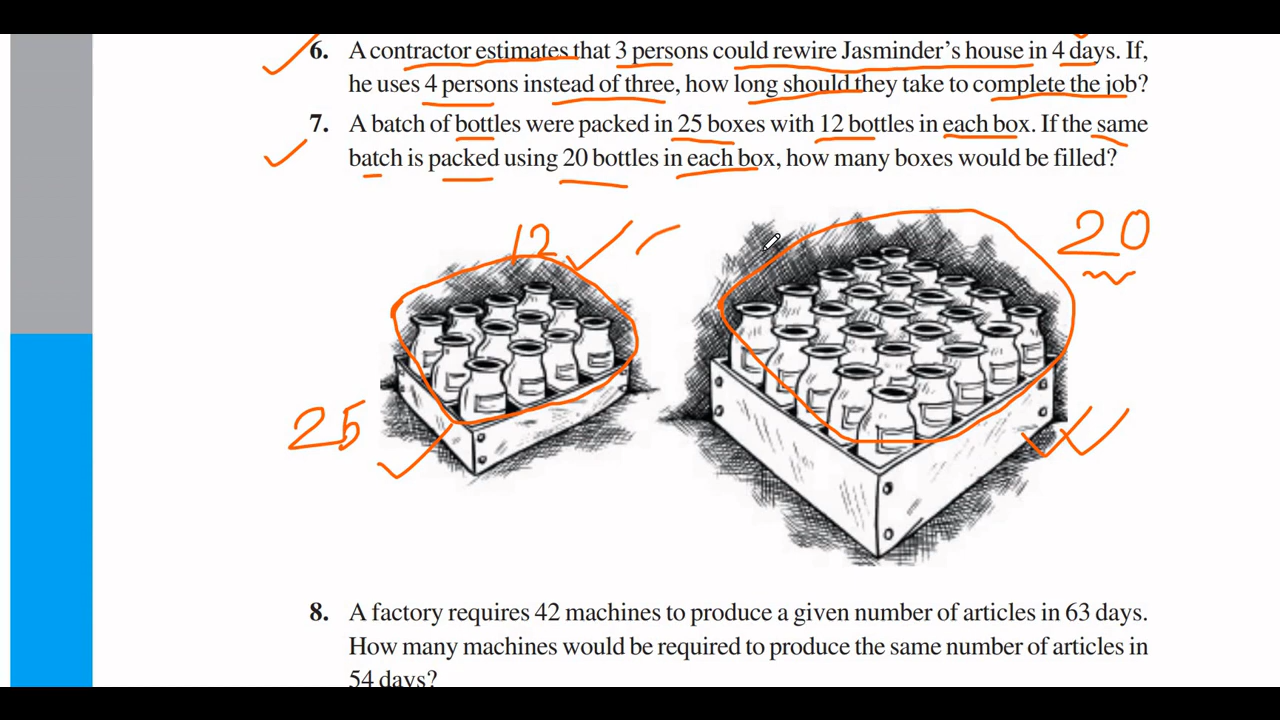 6. A contractor estimates that 3 persons could rewire Jasminder's house in 4 days. If,
he uses 4 persons instead of three, how long should they take to complete the job?
7. A batch of bottles were packed in 25 boxes with 12 bottles in each box. If the same
batch is packed using 20 bottles in each box, how many boxes would be filled?
12
20
25
8. A factory requires 42 machines to produce a given number of articles in 63 days.
How many machines would be required to produce the same number of articles in
54 days?